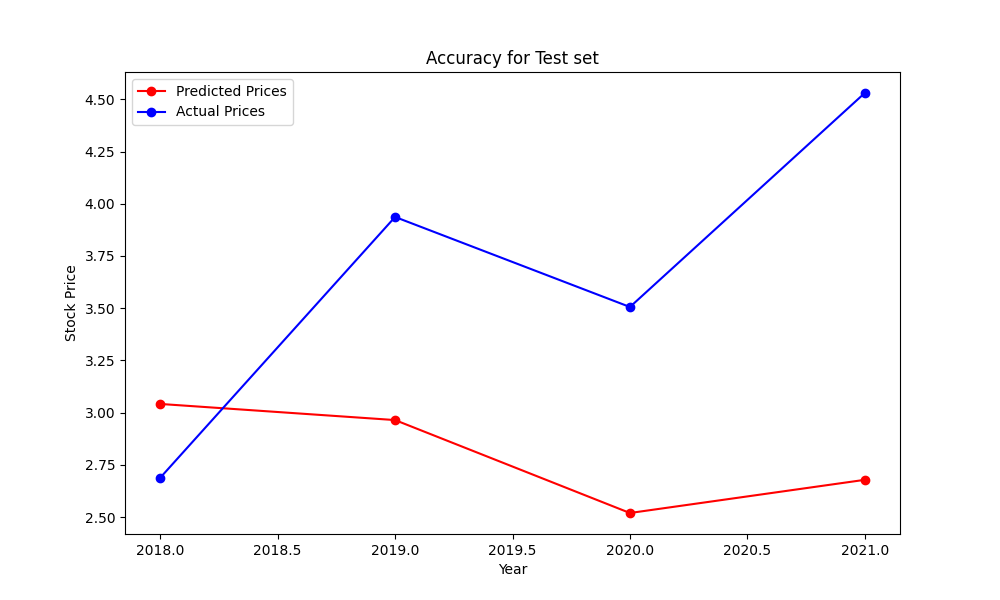 Accuracy for Test set
Predicted Prices
Actual Prices
4.50
4.25
4.00
3.75
3.50
3.25
3.00
2.75
2.50
Stock Price
2018.0 2018.5 2019.0 2019.5 2020.0 2020.5 2021.0
Year